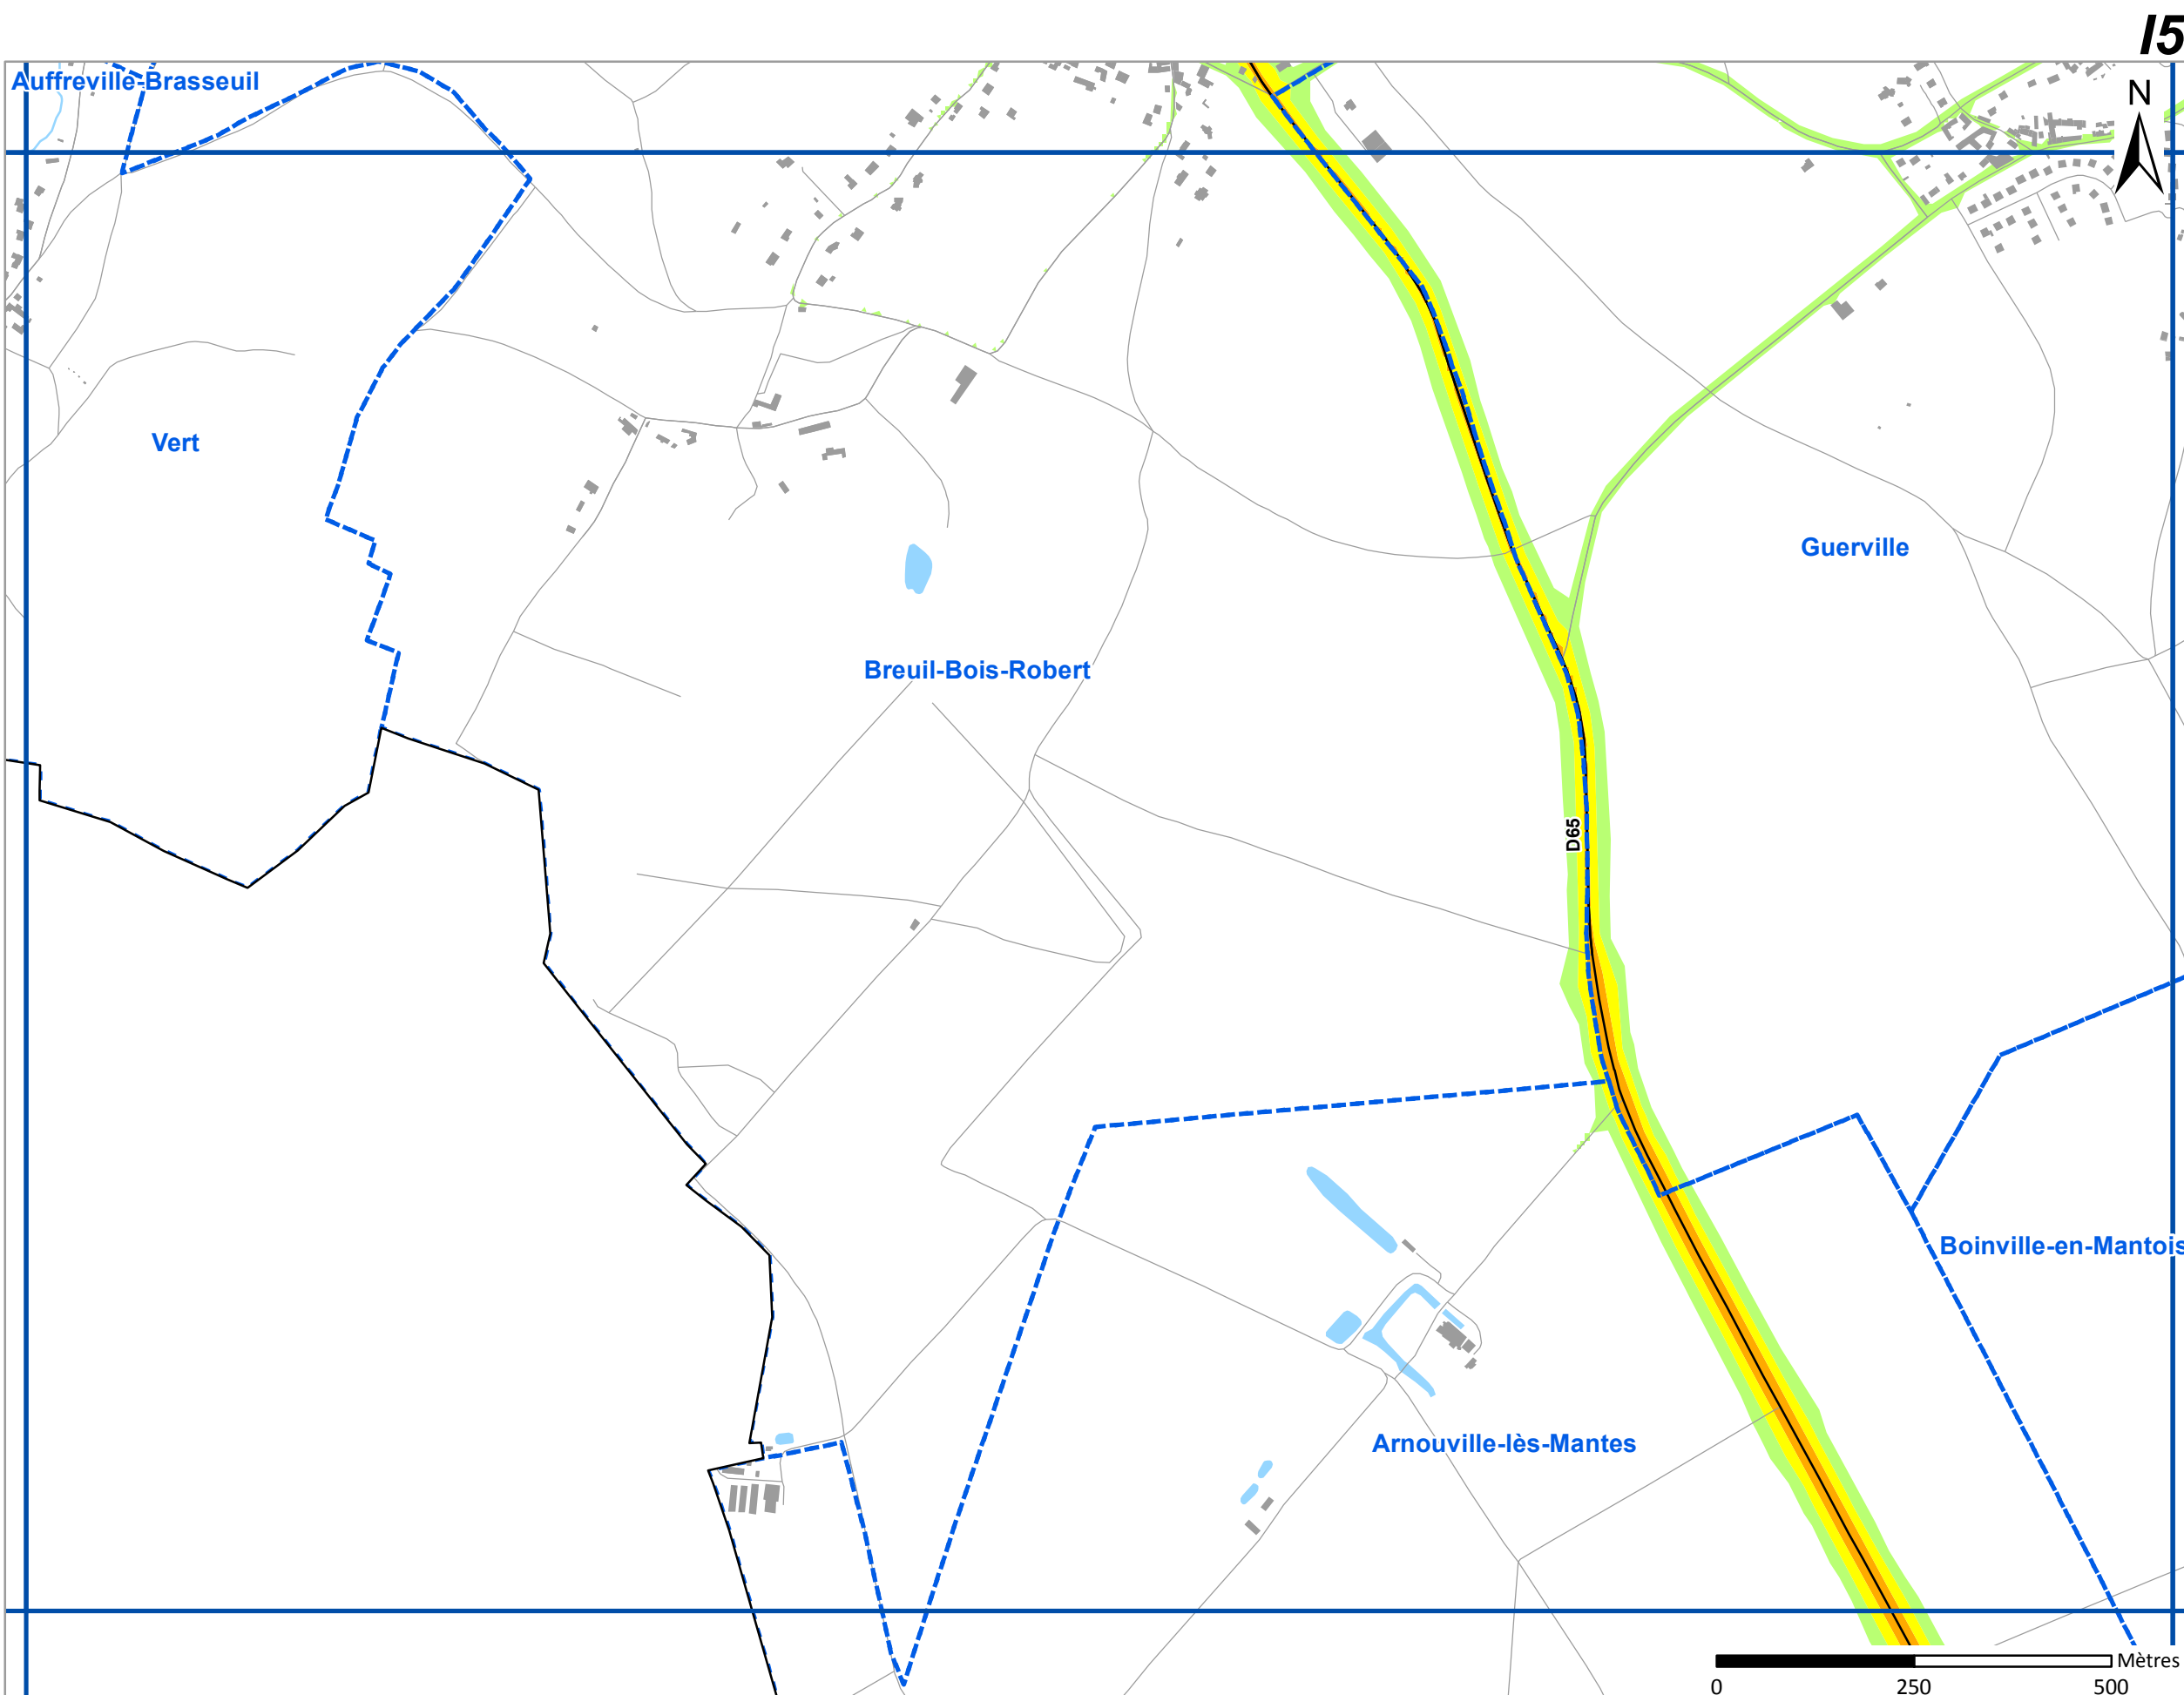 I5
Auffreville-Brasseuil
N
Vert
Guerville
Breuil-Bois-Robert
D65
Boinville-en-Mantois
Arnouville-lès-Mantes
Mètres
0 250 500